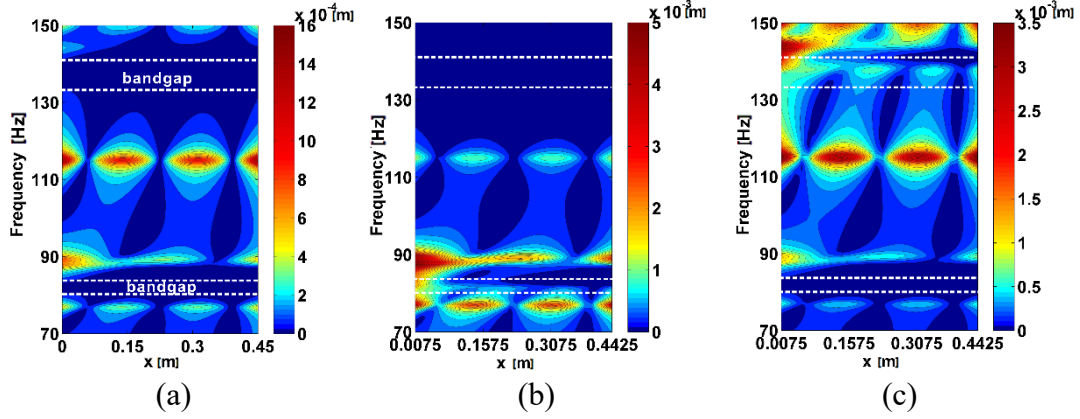 x 10⁻⁴ [m]
150
130
110
90
70
Frequency [Hz]
bandgap
bandgap
0 0.15 0.3 0.45
x [m]
16
14
12
10
8
6
4
2
0
(a)
x 10⁻³ [m]
150
130
110
90
70
Frequency [Hz]
0.0075 0.1575 0.3075 0.4425
x [m]
5
4
3
2
1
0
(b)
x 10⁻³ [m]
150
130
110
90
70
Frequency [Hz]
0.0075 0.1575 0.3075 0.4425
x [m]
3.5
3
2.5
2
1.5
1
0.5
0
(c)